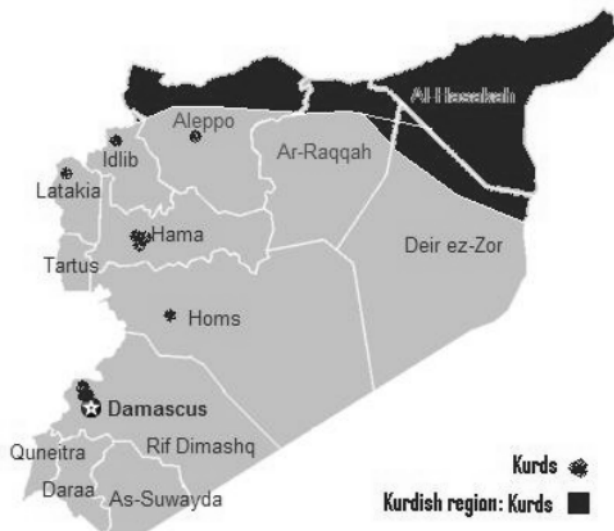 Al-Hasakah
Aleppo
Idlib
Ar-Raqqah
Latakia
Hama
Deir ez-Zor
Tartus
Homs
Damascus
Quneitra
Rif Dimashq
Daraa
As-Suwayda
Kurds
Kurdish region: Kurds